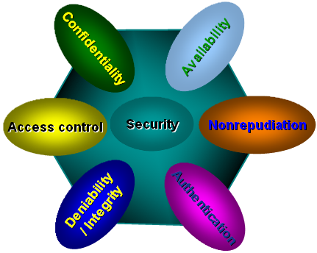 Confidentiality
Availability
Access control
Security
Nonrepudiation
Deniability
/ Integrity
Authentication